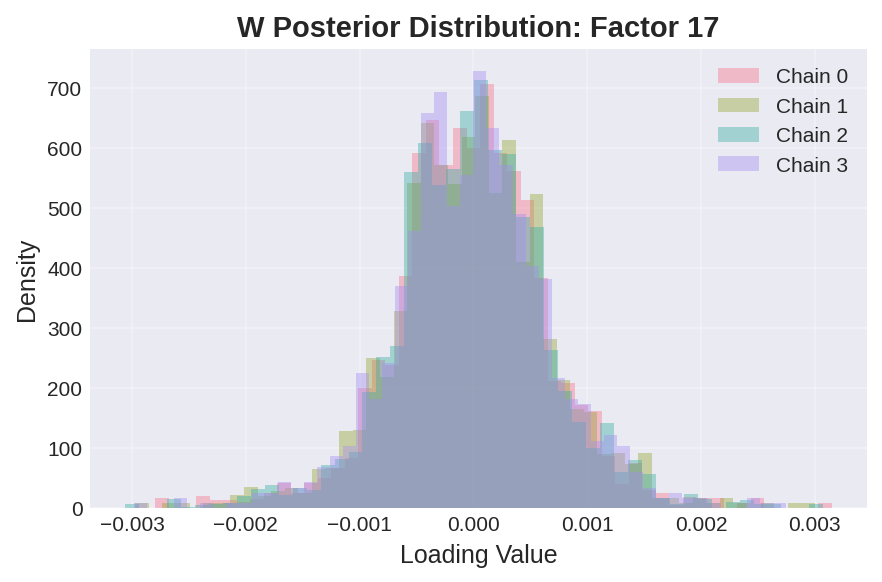 W Posterior Distribution: Factor 17
Chain 0
Chain 1
Chain 2
Chain 3
700
600
500
400
300
200
100
0
Density
−0.003 −0.002 −0.001 0.000 0.001 0.002 0.003
Loading Value